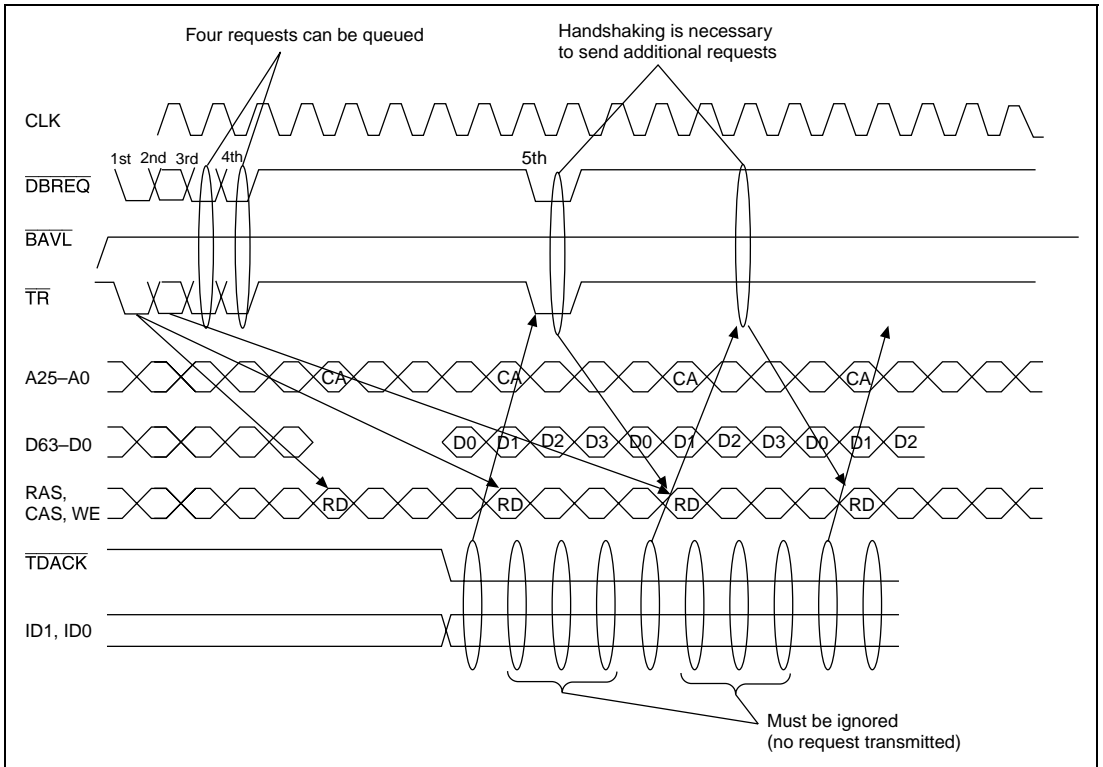 Four requests can be queued
Handshaking is necessary
to send additional requests
CLK
1st 2nd 3rd 4th 5th
DBREQ
BAVL
TR
A25–A0 CA CA CA CA
D63–D0 D0 D1 D2 D3 D0 D1 D2 D3 D0 D1 D2
RAS,
CAS, WE RD RD RD RD
TDACK
ID1, ID0
Must be ignored
(no request transmitted)